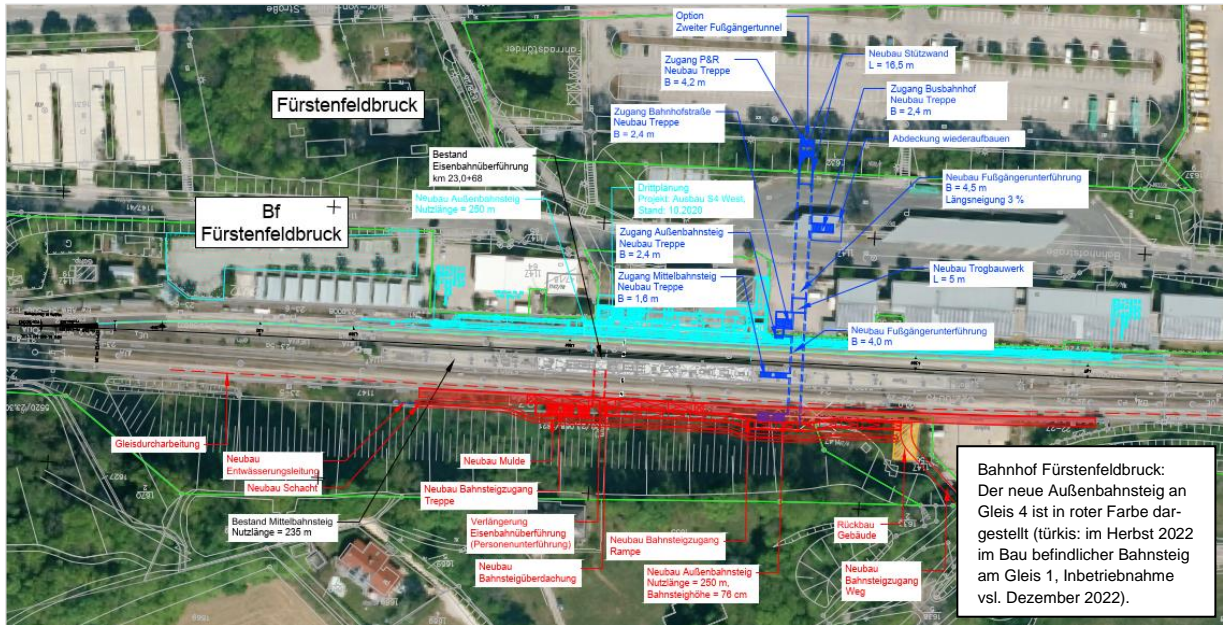 Option
Zweiter Fußgängertunnel
Neubau Stützwand
L = 16,5 m
Zugang P&R
Neubau Treppe
B = 4,2 m
Zugang Busbahnhof
Neubau Treppe
B = 2,4 m
Fürstenfeldbruck
Zugang Bahnhofstraße
Neubau Treppe
B = 2,4 m
Abdeckung wiederaufbauen
Bestand
Eisenbahnüberführung
km 23,0+68
Neubau Fußgängerunterführung
B = 4,5 m
Längsneigung 3 %
Neubau Außenbahnsteig
Nutzlänge = 250 m
Drittplanung
Projekt: Ausbau S4 West,
Stand: 10.2020
Bf
Fürstenfeldbruck
Zugang Außenbahnsteig
Neubau Treppe
B = 2,4 m
Bahnhofstraße
Zugang Mittelbahnsteig
Neubau Treppe
B = 1,6 m
Neubau Trogbauwerk
L = 5 m
Neubau Fußgängerunterführung
B = 4,0 m
Gleisdurcharbeitung
Neubau
Entwässerungsleitung
Neubau Schacht
Neubau Mulde
Neubau Bahnsteigzugang
Treppe
Bestand Mittelbahnsteig
Nutzlänge = 235 m
Verlängerung
Eisenbahnüberführung
(Personenunterführung)
Neubau Bahnsteigzugang
Rampe
Rückbau
Gebäude
Neubau
Bahnsteigüberdachung
Neubau Außenbahnsteig
Nutzlänge = 250 m,
Bahnsteighöhe = 76 cm
Neubau
Bahnsteigzugang
Weg
Bahnhof Fürstenfeldbruck:
Der neue Außenbahnsteig an
Gleis 4 ist in roter Farbe dar-
gestellt (türkis: im Herbst 2022
im Bau befindlicher Bahnsteig
am Gleis 1, Inbetriebnahme
vsl. Dezember 2022).